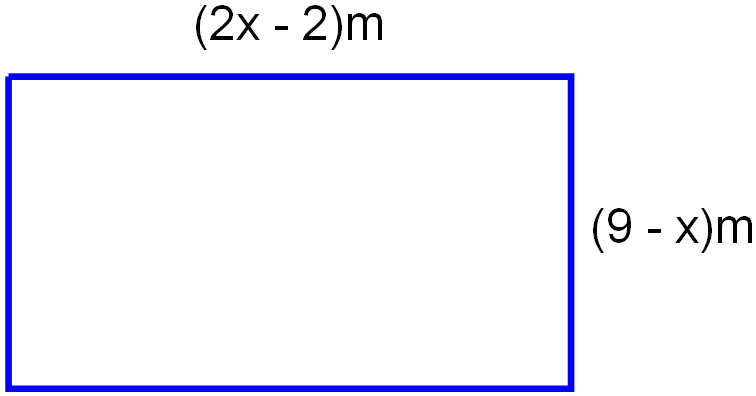 (2x - 2)m
(9 - x)m